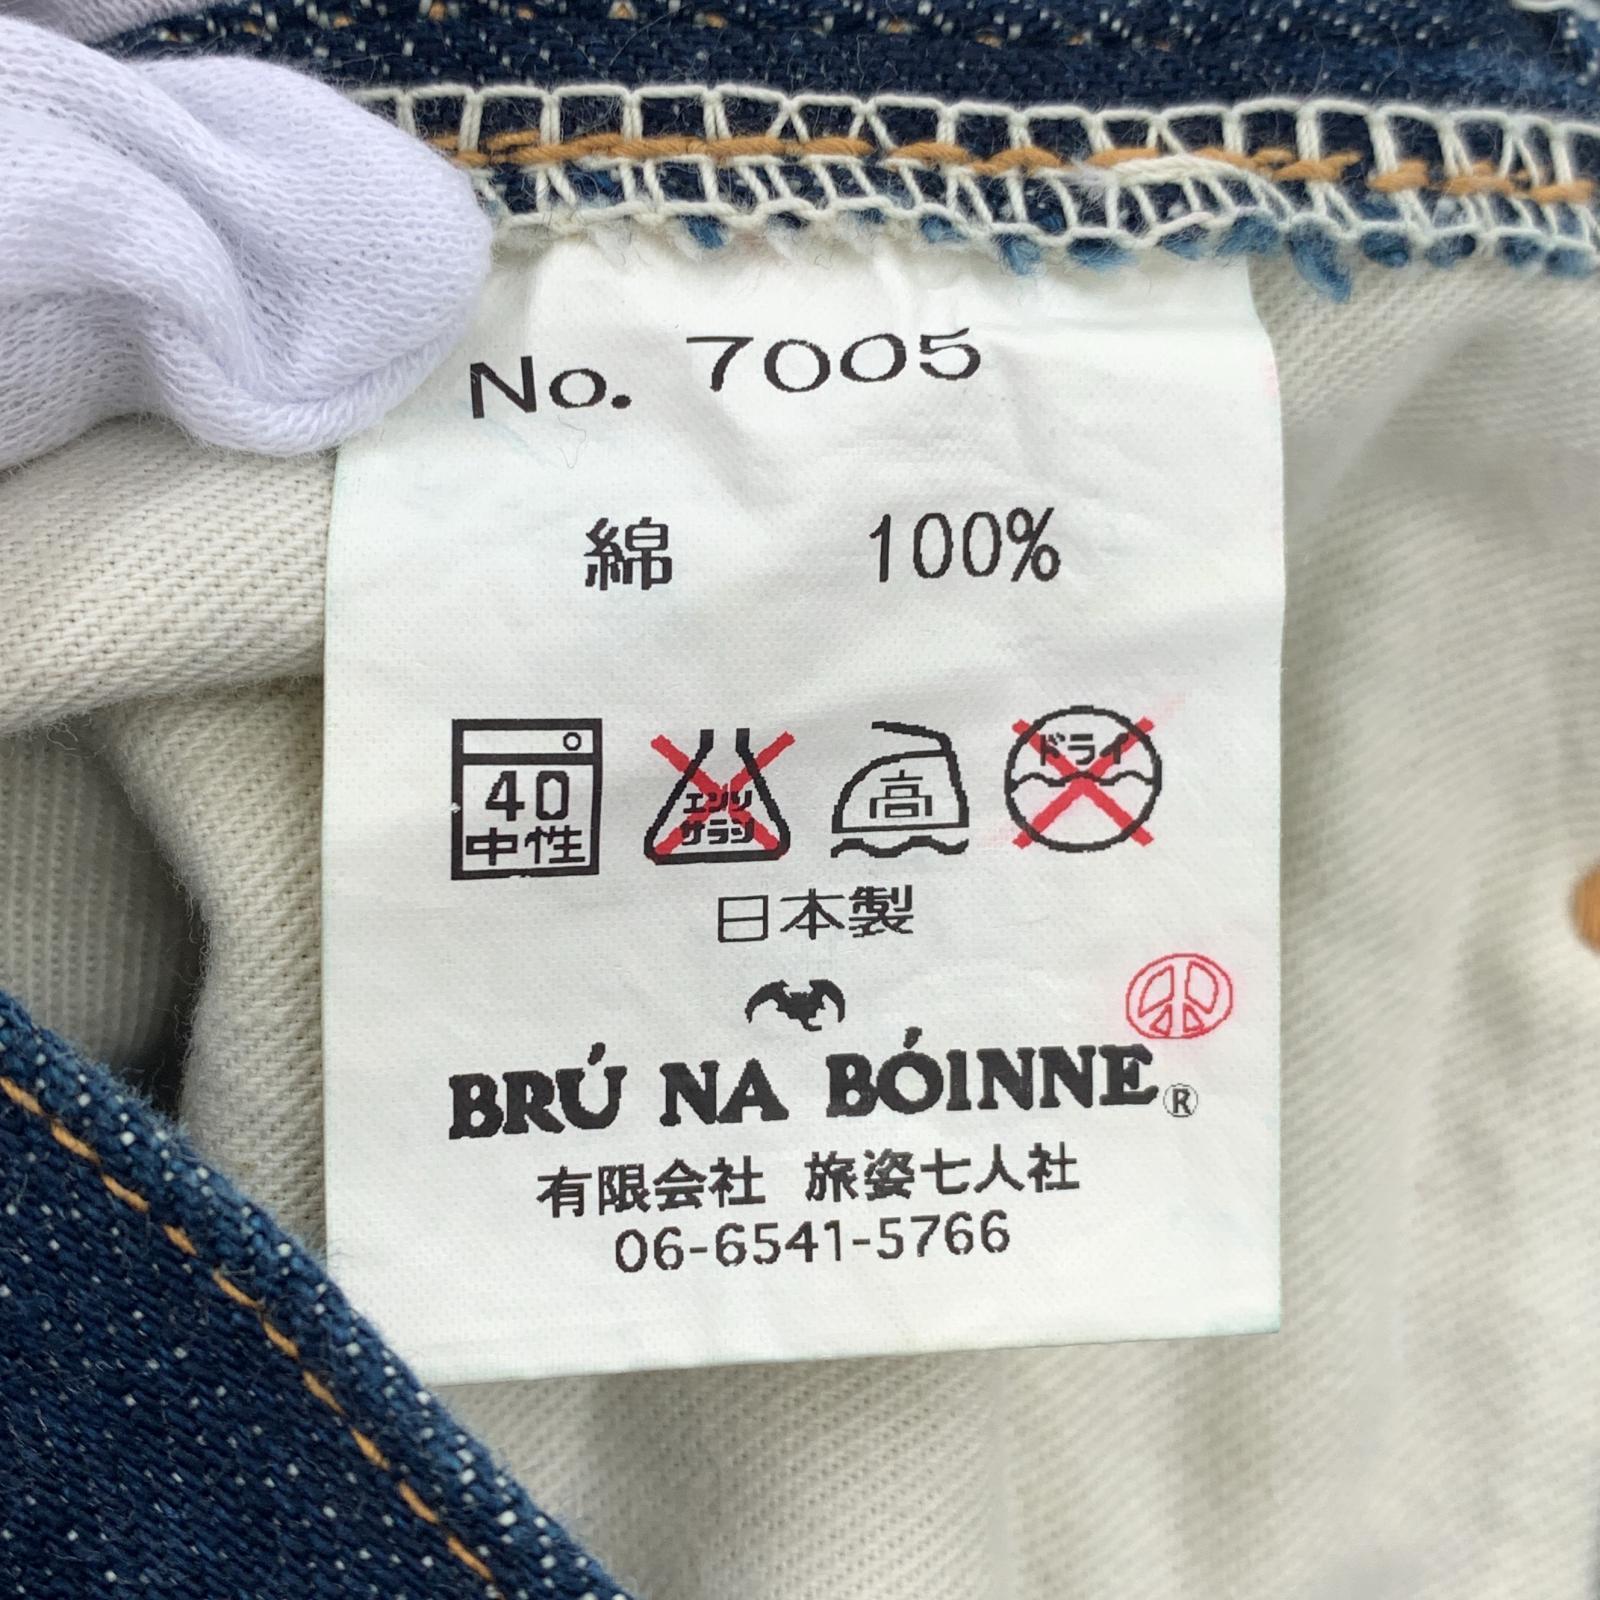 No. 7005
綿 100%
40
中性
エンソ
サラシ
高
ドライ
日本製
BRÚ NA BÓINNE®
有限会社 旅姿七人社
06-6541-5766